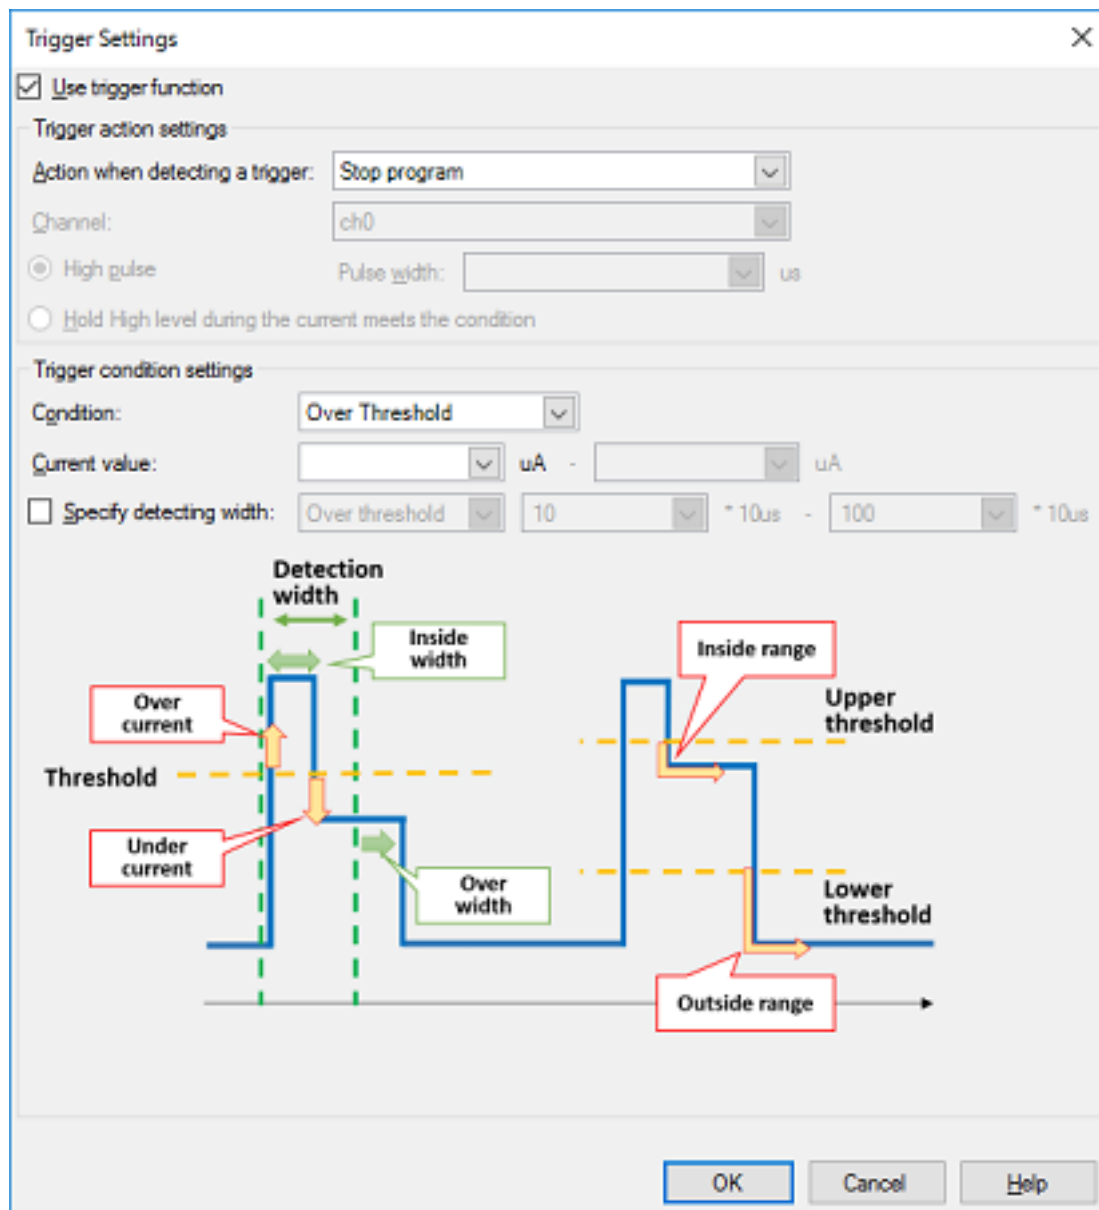 Trigger Settings
Use trigger function
Trigger action settings
Action when detecting a trigger: Stop program
Channel: ch0
High pulse Pulse width: us
Hold High level during the current meets the condition
Trigger condition settings
Condition: Over Threshold
Current value: uA - uA
Specify detecting width: Over threshold 10 * 10us - 100 * 10us
Detection
width
Inside
width
Over
current
Threshold
Under
current
Over
width
Inside range
Upper
threshold
Lower
threshold
Outside range
OK Cancel Help